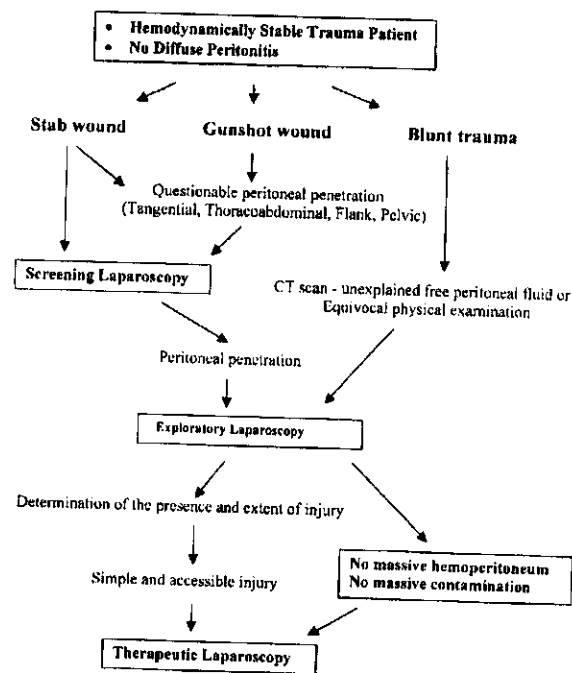 • Hemodynamically Stable Trauma Patient
• No Diffuse Peritonitis
Stab wound
Gunshot wound
Blunt trauma
Questionable peritoneal penetration
(Tangential, Thoracoabdominal, Flank, Pelvic)
Screening Laparoscopy
CT scan - unexplained free peritoneal fluid or
Equivocal physical examination
Peritoneal penetration
Exploratory Laparoscopy
Determination of the presence and extent of injury
No massive hemoperitoneum
No massive contamination
Simple and accessible injury
Therapeutic Laparoscopy